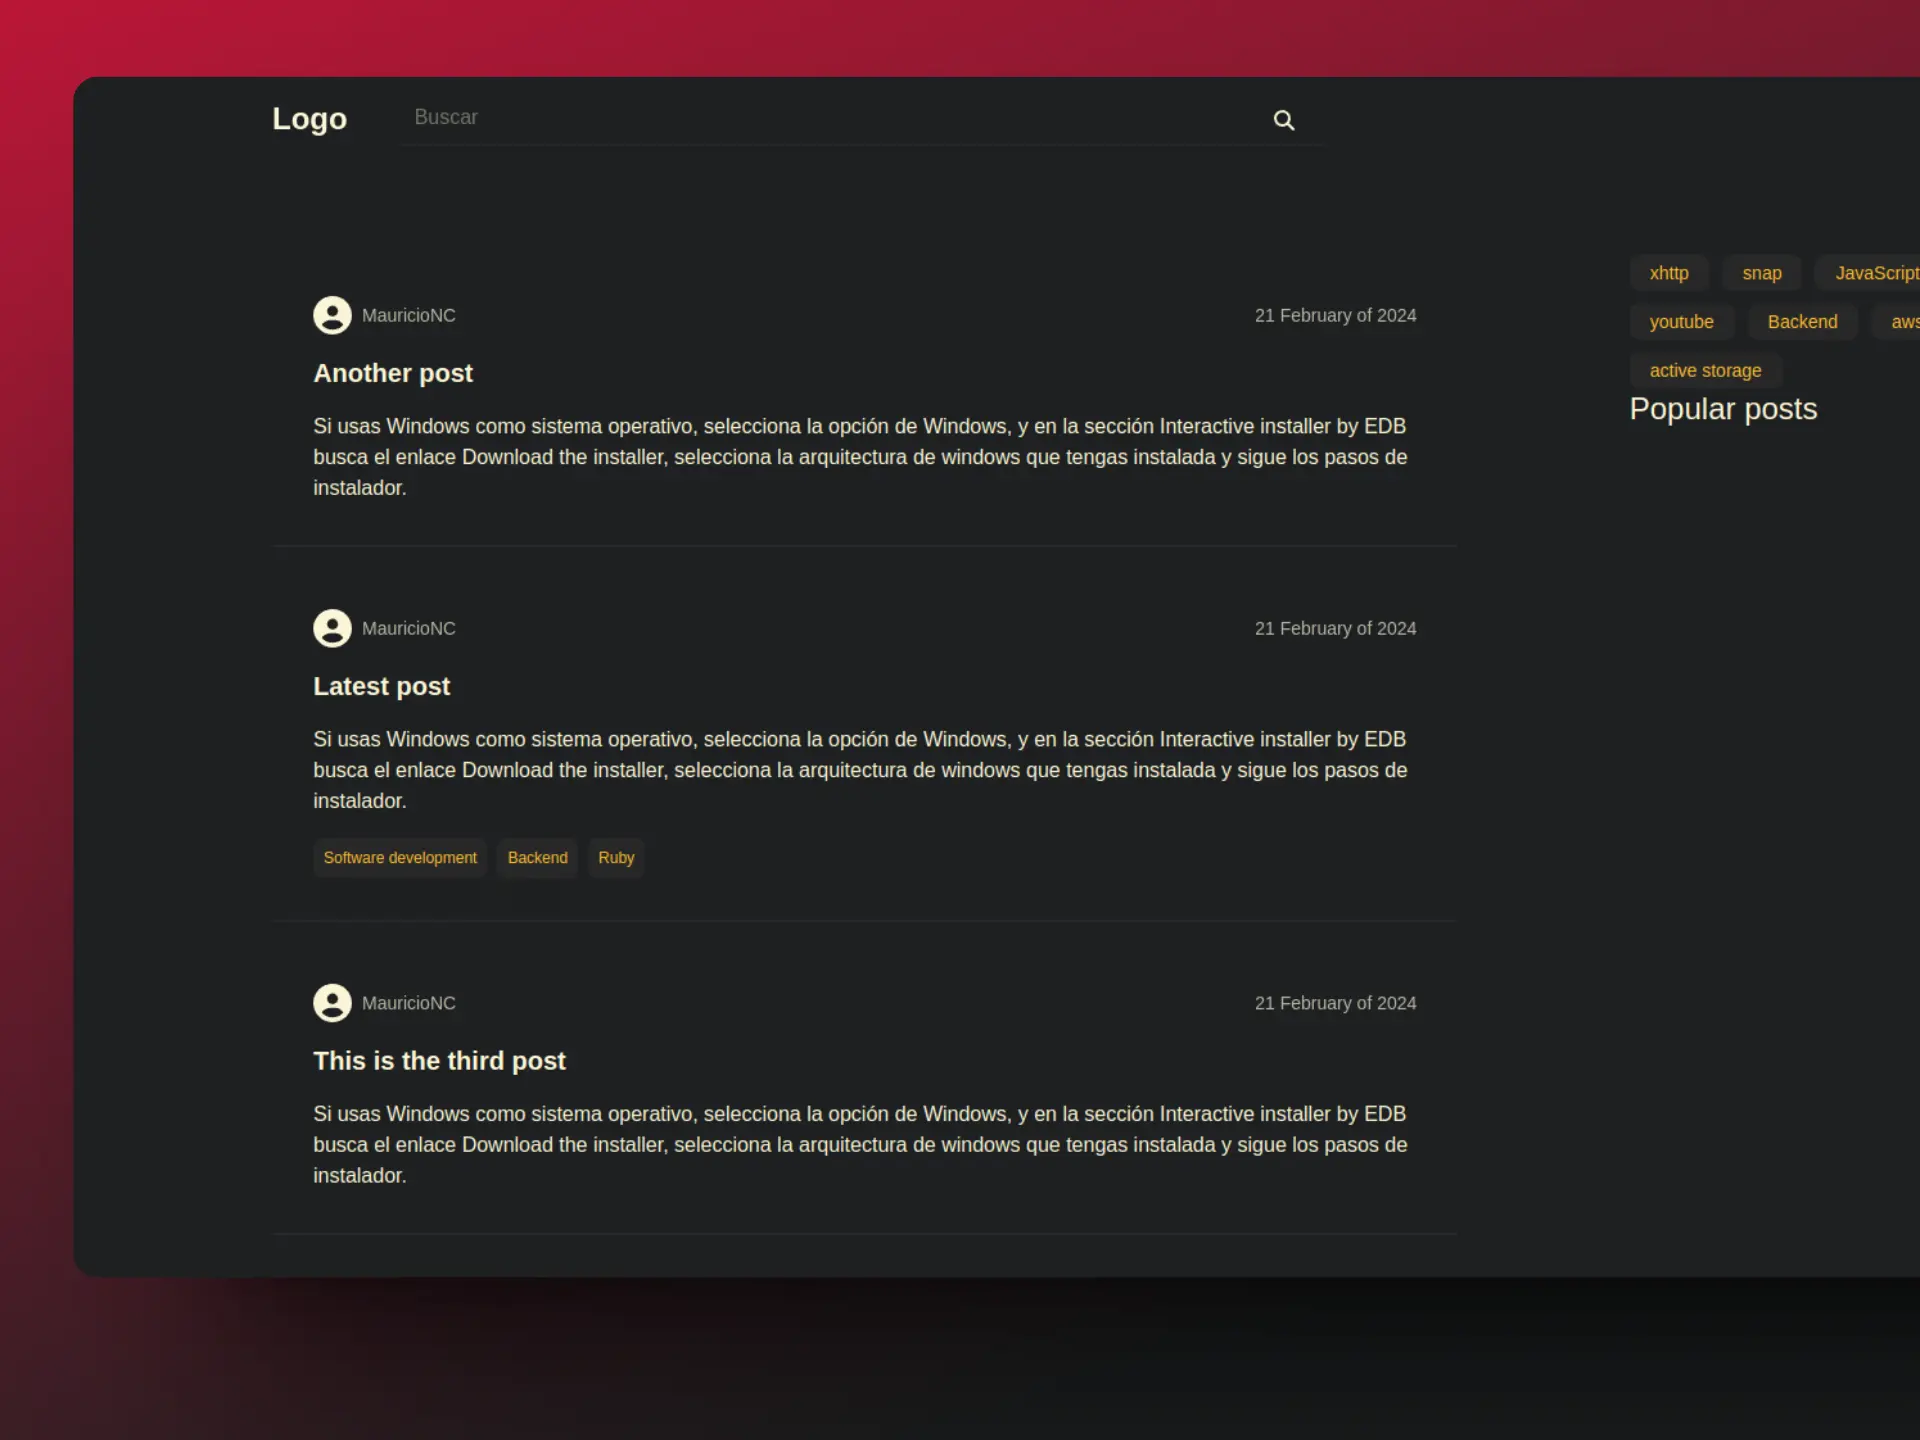 Logo
Buscar
MauricioNC
21 February of 2024
Another post
Si usas Windows como sistema operativo, selecciona la opción de Windows, y en la sección Interactive installer by EDB
busca el enlace Download the installer, selecciona la arquitectura de windows que tengas instalada y sigue los pasos de
instalador.
MauricioNC
21 February of 2024
Latest post
Si usas Windows como sistema operativo, selecciona la opción de Windows, y en la sección Interactive installer by EDB
busca el enlace Download the installer, selecciona la arquitectura de windows que tengas instalada y sigue los pasos de
instalador.
Software development Backend Ruby
MauricioNC
21 February of 2024
This is the third post
Si usas Windows como sistema operativo, selecciona la opción de Windows, y en la sección Interactive installer by EDB
busca el enlace Download the installer, selecciona la arquitectura de windows que tengas instalada y sigue los pasos de
instalador.
xhttp snap JavaScript
youtube Backend aws
active storage
Popular posts